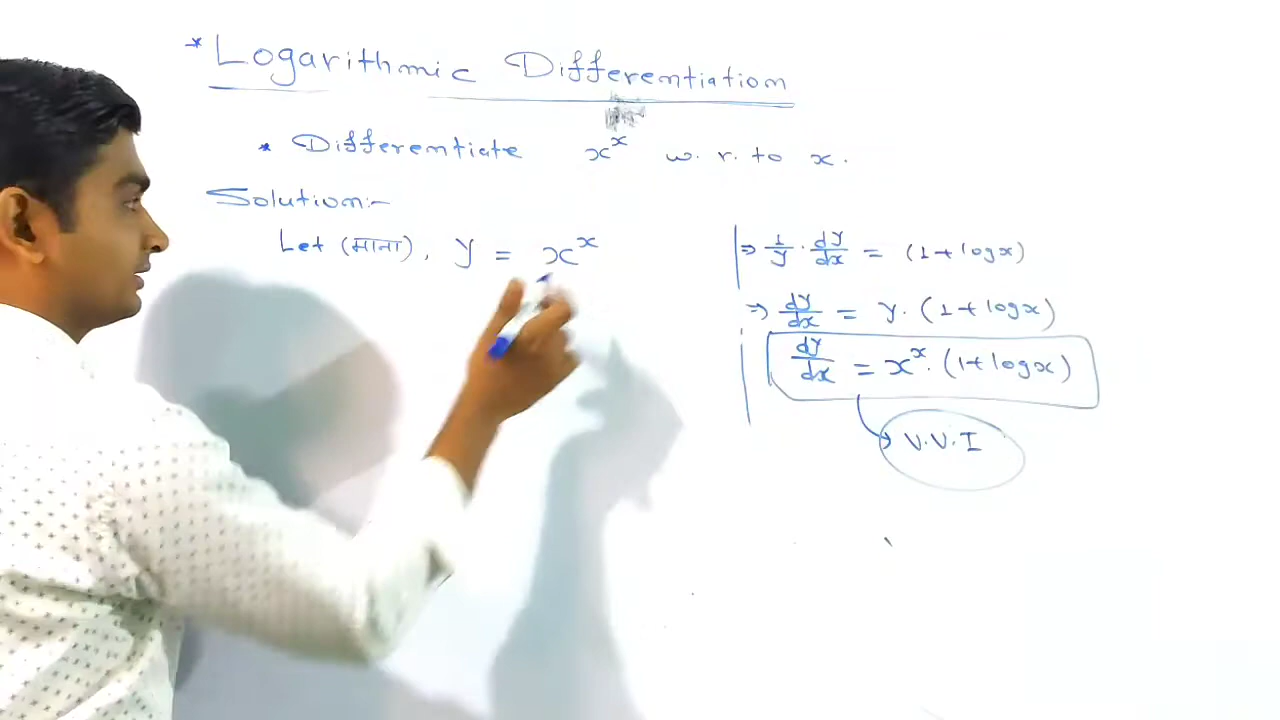 * Logarithmic Differentiation
* Differentiate x^x w. r. to x.
Solution:-
Let (माना), y = x^x
⇒ 1/y · dy/dx = (1 + log x)
⇒ dy/dx = y · (1 + log x)
dy/dx = x^x · (1 + log x)
V.V.I